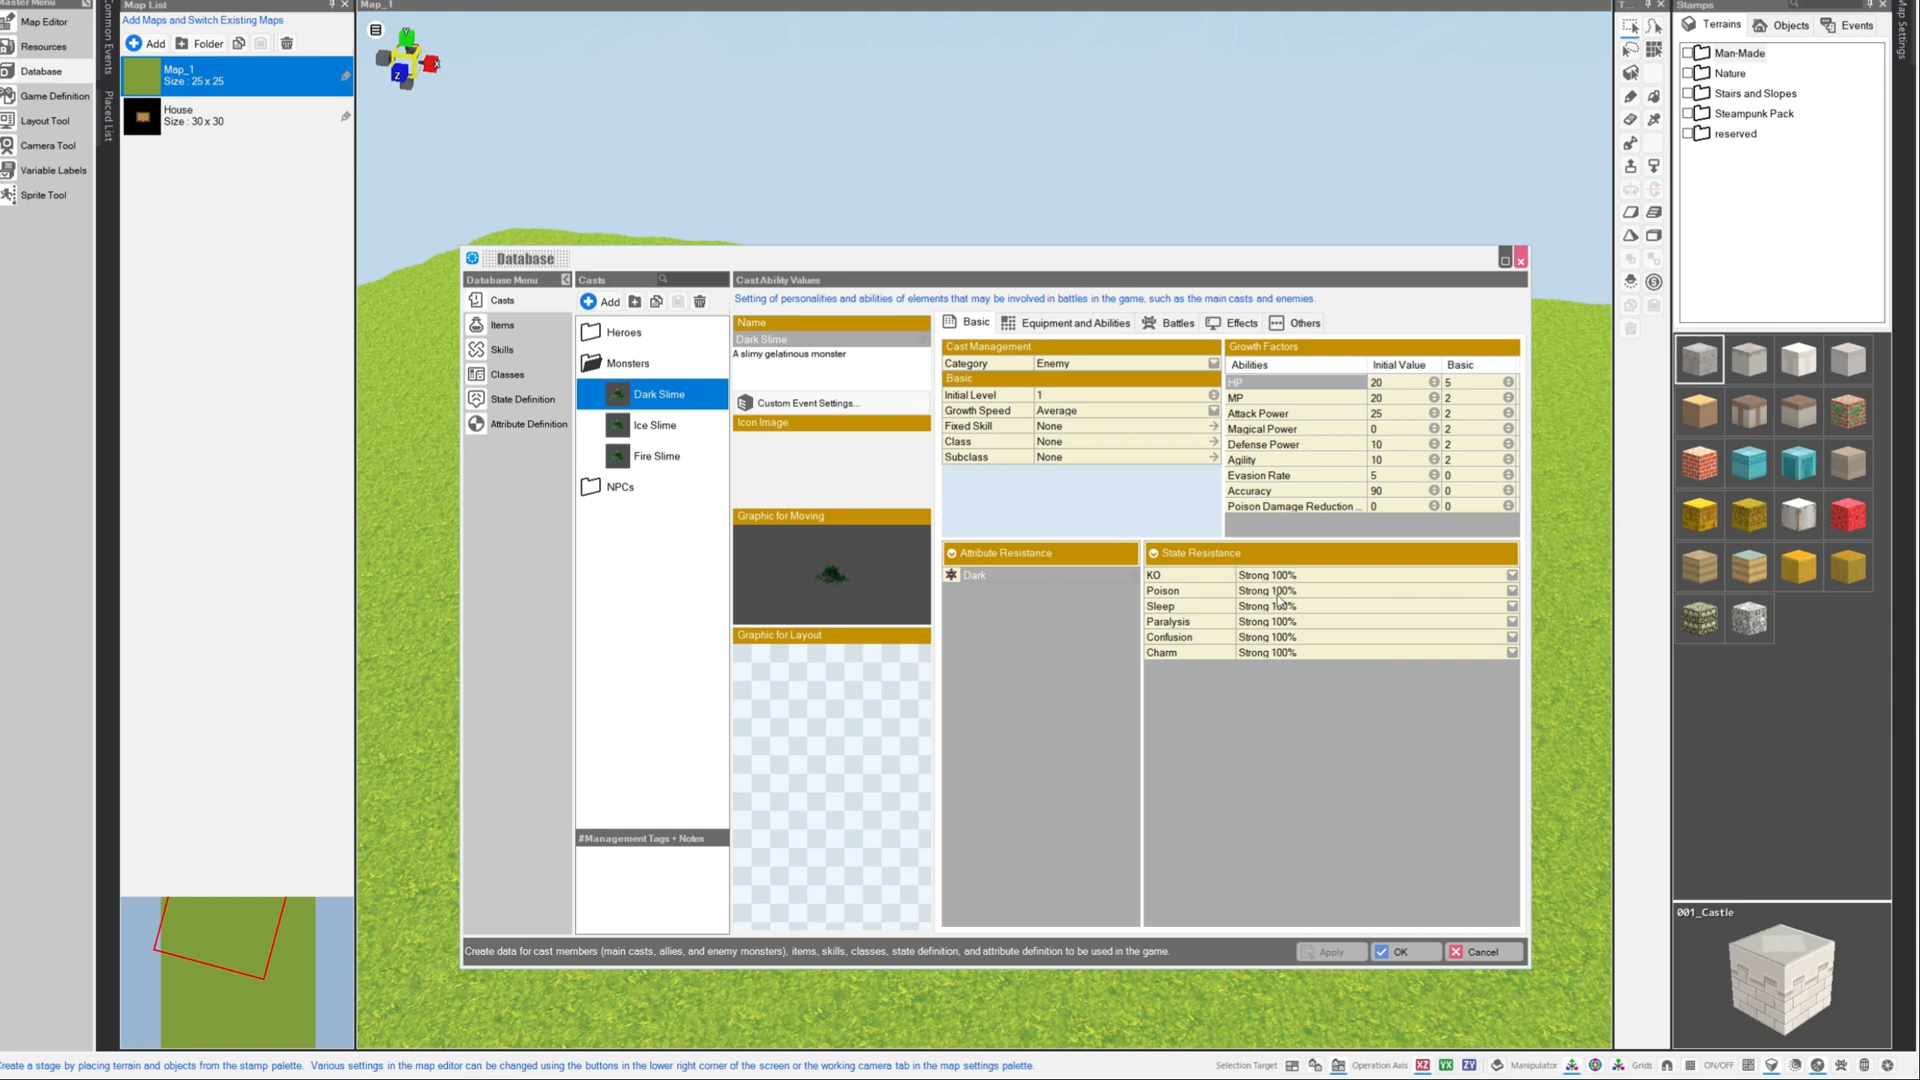 Master Menu
Map Editor
Resources
Database
Game Definition
Layout Tool
Camera Tool
Variable Labels
Sprite Tool
Common Events
Placed List
Map List
Add Maps and Switch Existing Maps
Add
Folder
Map_1
Size : 25 x 25
House
Size : 30 x 30
Map_1
Y
X
Z
Database
Database Menu
Casts
Items
Skills
Classes
State Definition
Attribute Definition
Casts
Add
Heroes
Monsters
Dark Slime
Ice Slime
Fire Slime
NPCs
#Management Tags + Notes
Cast Ability Values
Setting of personalities and abilities of elements that may be involved in battles in the game, such as the main casts and enemies.
Name
Dark Slime
A slimy gelatinous monster
Custom Event Settings...
Icon Image
Graphic for Moving
Graphic for Layout
Basic
Equipment and Abilities
Battles
Effects
Others
Cast Management
Category Enemy
Basic
Initial Level 1
Growth Speed Average
Fixed Skill None
Class None
Subclass None
Growth Factors
Abilities Initial Value Basic
HP 20 5
MP 20 2
Attack Power 25 2
Magical Power 0 2
Defense Power 10 2
Agility 10 2
Evasion Rate 5 0
Accuracy 90 0
Poison Damage Reduction ... 0 0
Attribute Resistance
Dark
State Resistance
KO Strong 100%
Poison Strong 100%
Sleep Strong 100%
Paralysis Strong 100%
Confusion Strong 100%
Charm Strong 100%
Create data for cast members (main casts, allies, and enemy monsters), items, skills, classes, state definition, and attribute definition to be used in the game.
Apply
OK
Cancel
T...
Stamps
Terrains
Objects
Events
Man-Made
Nature
Stairs and Slopes
Steampunk Pack
reserved
001_Castle
Map Settings
Create a stage by placing terrain and objects from the stamp palette. Various settings in the map editor can be changed using the buttons in the lower right corner of the screen or the working camera tab in the map settings palette.
Selection Target
Operation Axis
XZ
YX
ZY
Manipulator
Grids
ON/OFF